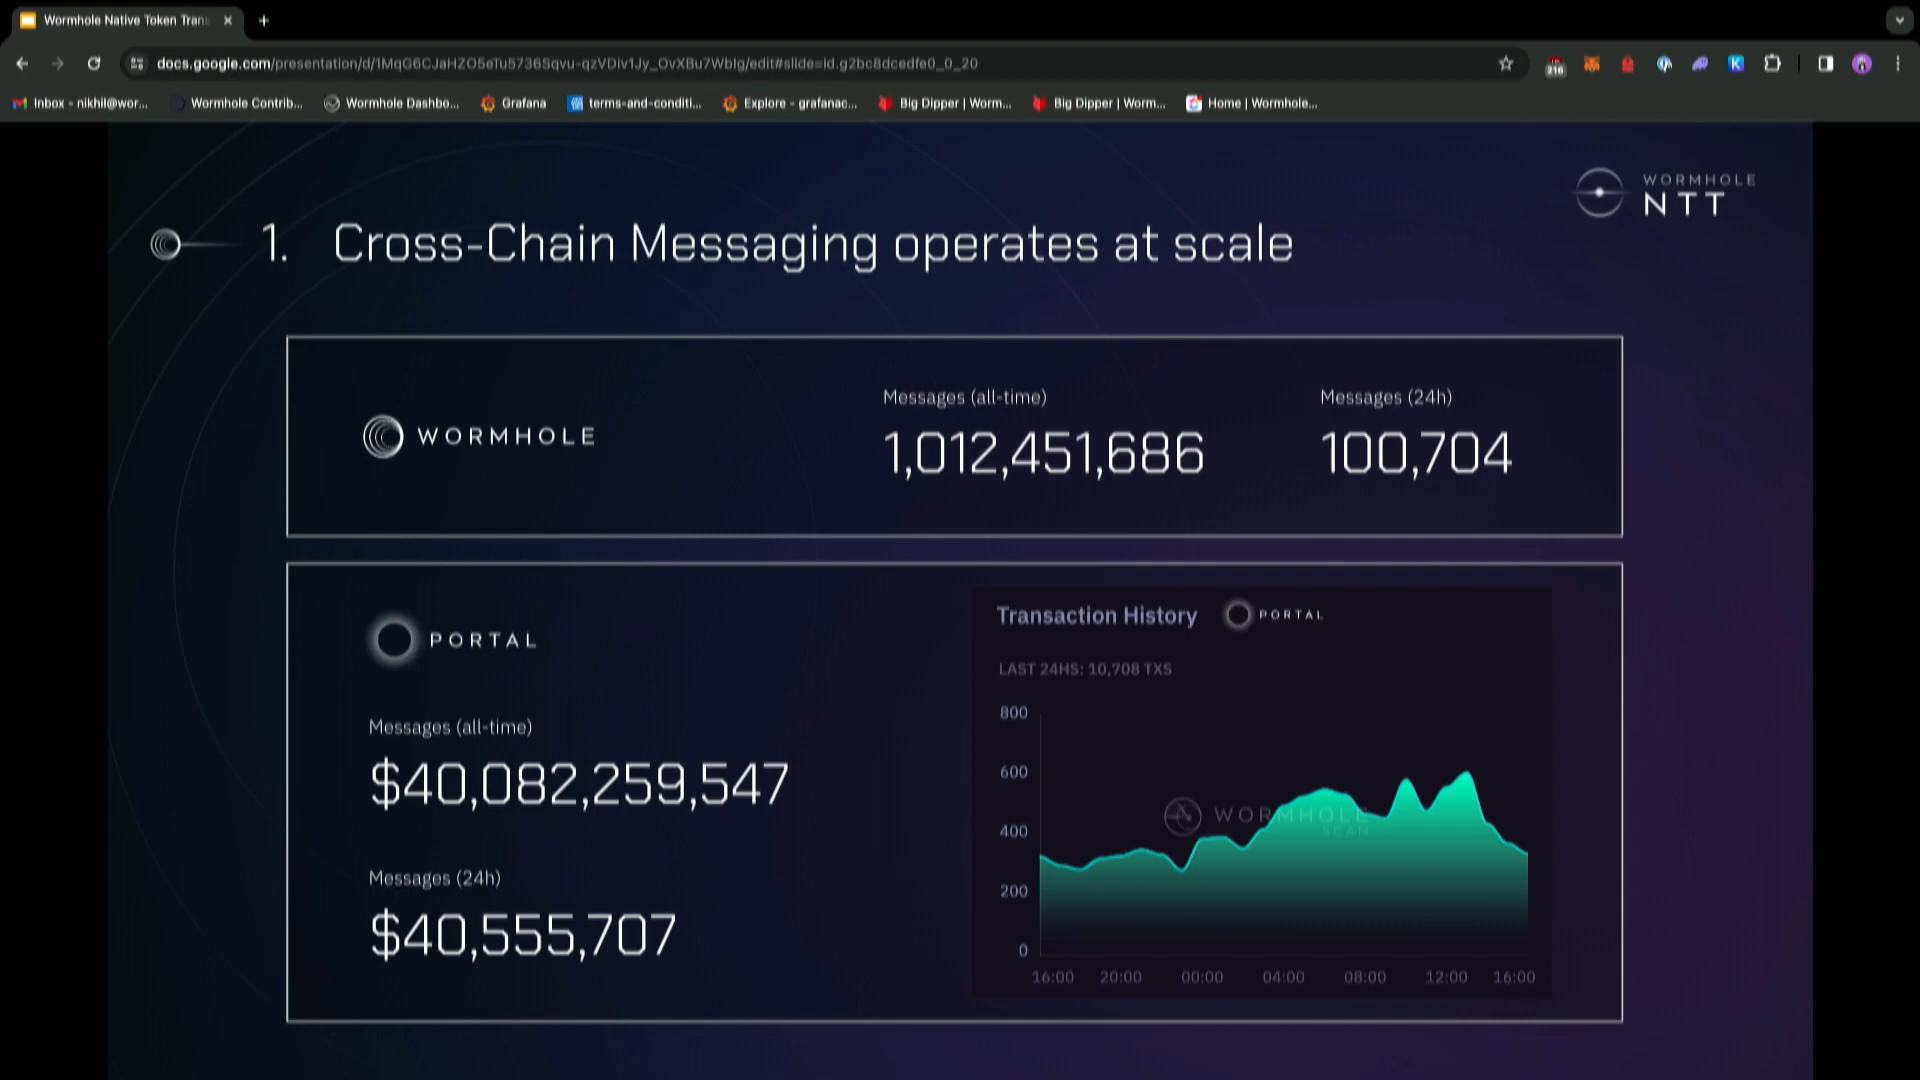 Wormhole Native Token Tran
docs.google.com/presentation/d/1MqG6CJaHZO5eTu5736Sqvu-qzVDiv1Jy_OvXBu7Wblg/edit#slide=id.g2bc8dcedfe0_0_20
216
K
Inbox - nikhil@wor... Wormhole Contrib... Wormhole Dashbo... Grafana terms-and-conditi... Explore - grafanac... Big Dipper | Worm... Big Dipper | Worm... Home | Wormhole...
WORMHOLE
NTT
1. Cross-Chain Messaging operates at scale
WORMHOLE
Messages (all-time)
1,012,451,686
Messages (24h)
100,704
PORTAL
Messages (all-time)
$40,082,259,547
Messages (24h)
$40,555,707
Transaction History PORTAL
LAST 24HS: 10,708 TXS
800
600
400
200
0
WORMHOLE
SCAN
16:00 20:00 00:00 04:00 08:00 12:00 16:00